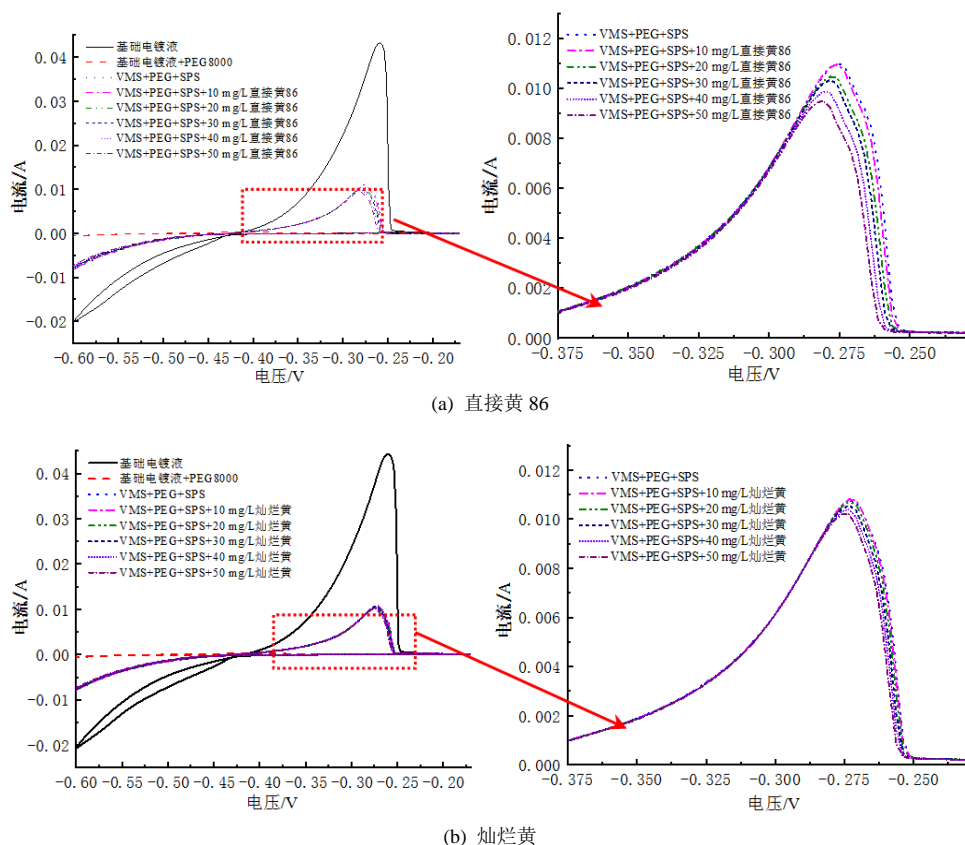 基础电镀液
基础电镀液+PEG8000
VMS+PEG+SPS
VMS+PEG+SPS+10 mg/L直接黄86
VMS+PEG+SPS+20 mg/L直接黄86
VMS+PEG+SPS+30 mg/L直接黄86
VMS+PEG+SPS+40 mg/L直接黄86
VMS+PEG+SPS+50 mg/L直接黄86
0.04
0.03
0.02
0.01
0.00
-0.01
-0.02
电流/A
-0.60 -0.55 -0.50 -0.45 -0.40 -0.35 -0.30 -0.25 -0.20
电压/V
VMS+PEG+SPS
VMS+PEG+SPS+10 mg/L直接黄86
VMS+PEG+SPS+20 mg/L直接黄86
VMS+PEG+SPS+30 mg/L直接黄86
VMS+PEG+SPS+40 mg/L直接黄86
VMS+PEG+SPS+50 mg/L直接黄86
0.012
0.010
0.008
0.006
0.004
0.002
0.000
电流/A
-0.375 -0.350 -0.325 -0.300 -0.275 -0.250
电压/V
(a) 直接黄 86
基础电镀液
基础电镀液+PEG8000
VMS+PEG+SPS
VMS+PEG+SPS+10 mg/L灿烂黄
VMS+PEG+SPS+20 mg/L灿烂黄
VMS+PEG+SPS+30 mg/L灿烂黄
VMS+PEG+SPS+40 mg/L灿烂黄
VMS+PEG+SPS+50 mg/L灿烂黄
0.04
0.03
0.02
0.01
0.00
-0.01
-0.02
电流/A
-0.60 -0.55 -0.50 -0.45 -0.40 -0.35 -0.30 -0.25 -0.20
电压/V
VMS+PEG+SPS
VMS+PEG+SPS+10 mg/L灿烂黄
VMS+PEG+SPS+20 mg/L灿烂黄
VMS+PEG+SPS+30 mg/L灿烂黄
VMS+PEG+SPS+40 mg/L灿烂黄
VMS+PEG+SPS+50 mg/L灿烂黄
0.012
0.010
0.008
0.006
0.004
0.002
0.000
电流/A
-0.375 -0.350 -0.325 -0.300 -0.275 -0.250
电压/V
(b) 灿烂黄